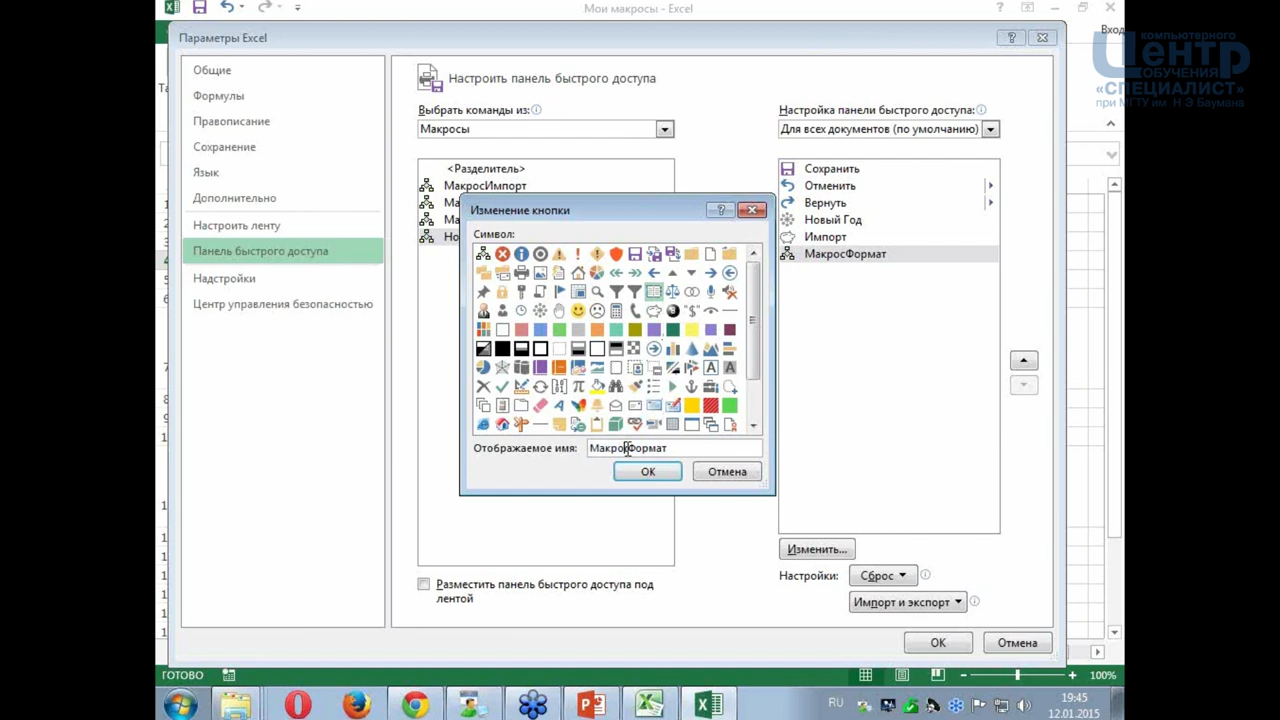 Мои макросы - Excel
Вход
компьютерного
Центр
ОБУЧЕНИЯ
«СПЕЦИАЛИСТ»
при МГТУ им Н Э Баумана
Параметры Excel
Общие
Формулы
Правописание
Сохранение
Язык
Дополнительно
Настроить ленту
Панель быстрого доступа
Надстройки
Центр управления безопасностью
Настроить панель быстрого доступа
Выбрать команды из:
Макросы
<Разделитель>
МакросИмпорт
Настройка панели быстрого доступа:
Для всех документов (по умолчанию)
Сохранить
Отменить
Вернуть
Новый Год
Импорт
МакросФормат
Изменение кнопки
Символ:
Отображаемое имя:
МакросФормат
ОК
Отмена
Изменить...
Настройки:
Сброс
Импорт и экспорт
Разместить панель быстрого доступа под
лентой
ОК
Отмена
ГОТОВО
100%
RU
19:45
12.01.2015